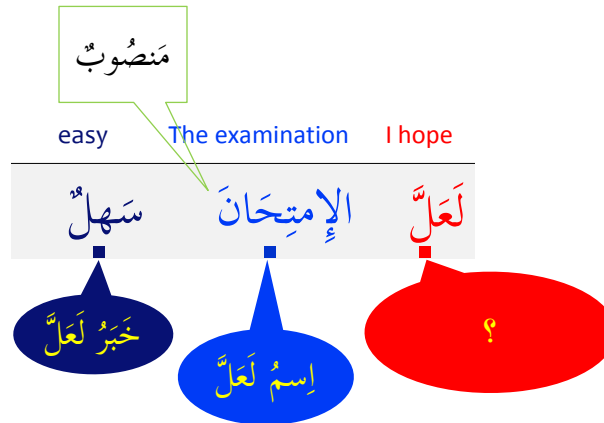 مَنصُوبٌ
easy The examination I hope
لَعَلَّ الإِمتِحَانَ سَهلٌ
خَبَرُ لَعَلَّ
اِسمُ لَعَلَّ
؟